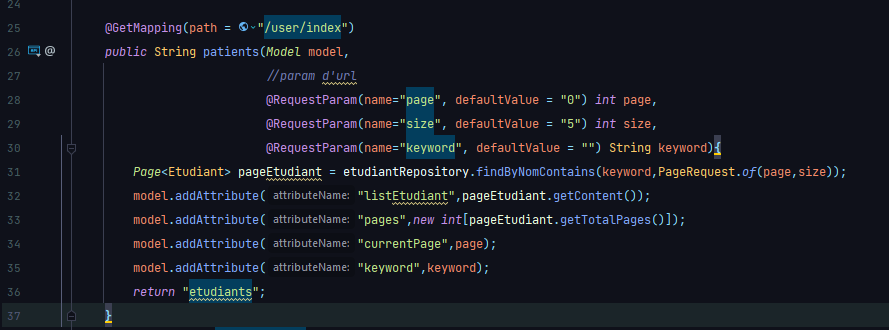 24
25 @GetMapping(path = "/user/index")
26 @ public String patients(Model model,
27 //param d'url
28 @RequestParam(name="page", defaultValue = "0") int page,
29 @RequestParam(name="size", defaultValue = "5") int size,
30 @RequestParam(name="keyword", defaultValue = "") String keyword){
31 Page<Etudiant> pageEtudiant = etudiantRepository.findByNomContains(keyword,PageRequest.of(page,size));
32 model.addAttribute( attributeName: "listEtudiant",pageEtudiant.getContent());
33 model.addAttribute( attributeName: "pages",new int[pageEtudiant.getTotalPages()]);
34 model.addAttribute( attributeName: "currentPage",page);
35 model.addAttribute( attributeName: "keyword",keyword);
36 return "etudiants";
37 }